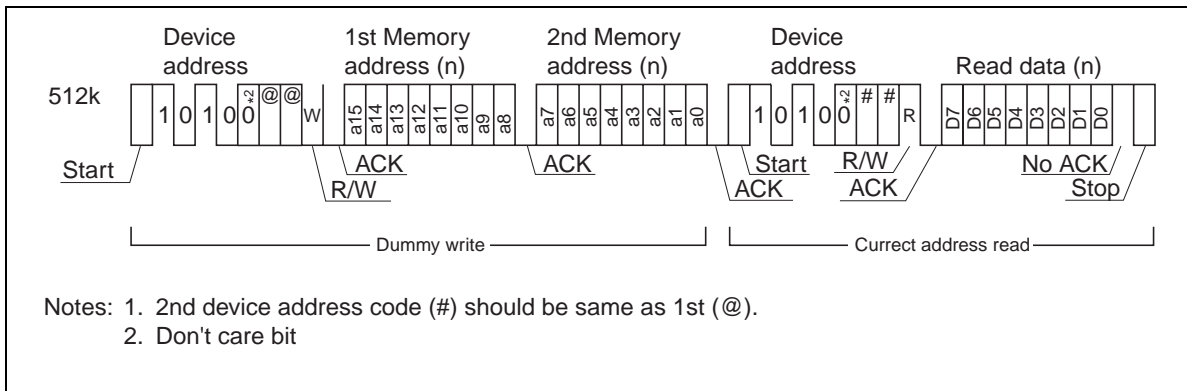 Device address
1st Memory address (n)
2nd Memory address (n)
Device address
Read data (n)
512k
1 0 1 0 0*2 @ @ W
a15 a14 a13 a12 a11 a10 a9 a8
a7 a6 a5 a4 a3 a2 a1 a0
1 0 1 0 0*2 # # R
D7 D6 D5 D4 D3 D2 D1 D0
Start
R/W
ACK
ACK
ACK
Start
R/W
ACK
No ACK
Stop
Dummy write
Currect address read
Notes: 1. 2nd device address code (#) should be same as 1st (@).
2. Don't care bit